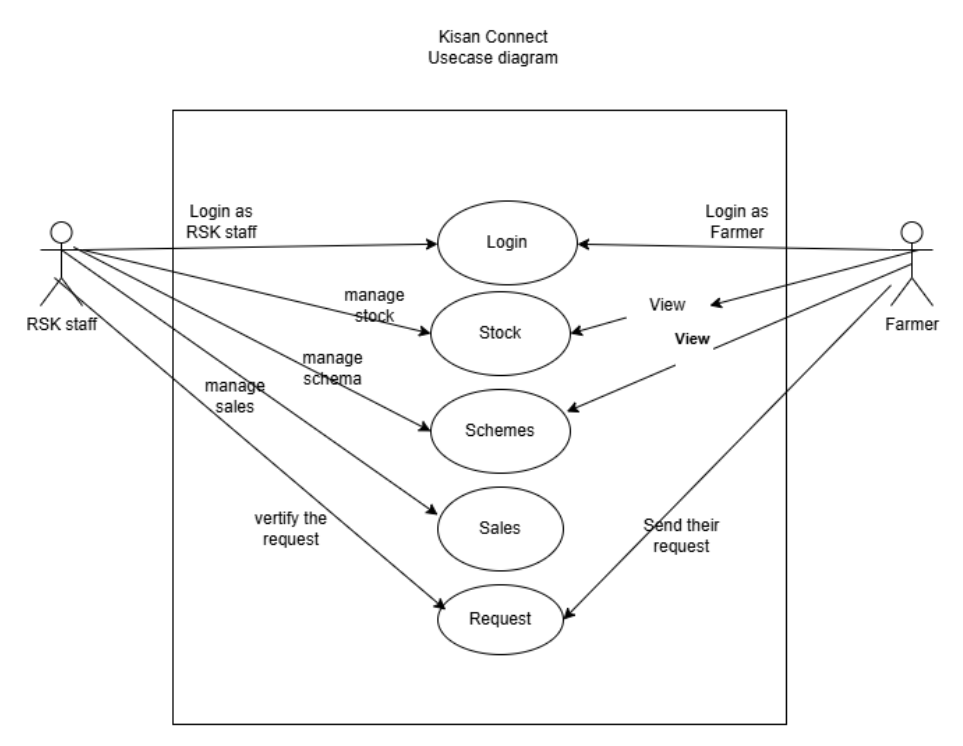 Kisan Connect
Usecase diagram
Login as
RSK staff
Login as
Farmer
Login
RSK staff
Farmer
manage
stock
View
Stock
View
manage
schema
manage
sales
Schemes
vertify the
request
Sales
Send their
request
Request